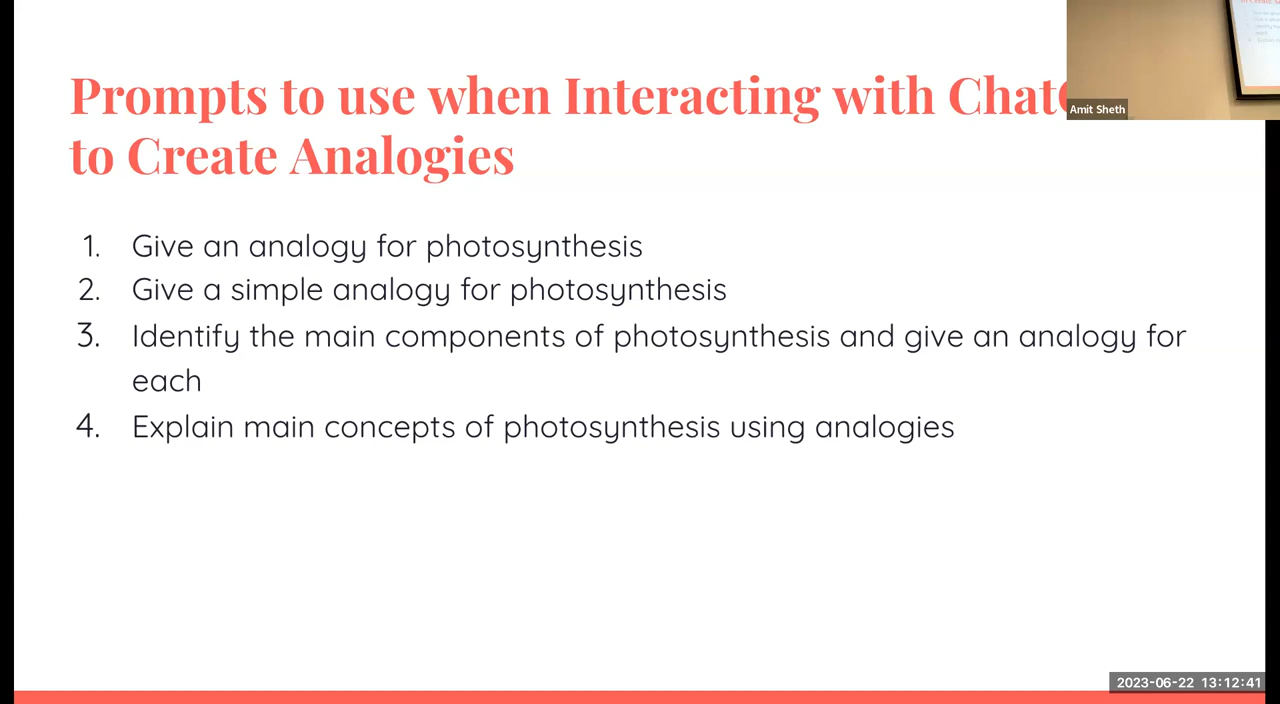 Prompts to use when Interacting with Chat
to Create Analogies
1. Give an analogy for photosynthesis
2. Give a simple analogy for photosynthesis
3. Identify the main components of photosynthesis and give an analogy for
each
4. Explain main concepts of photosynthesis using analogies
Amit Sheth
2023-06-22 13:12:41